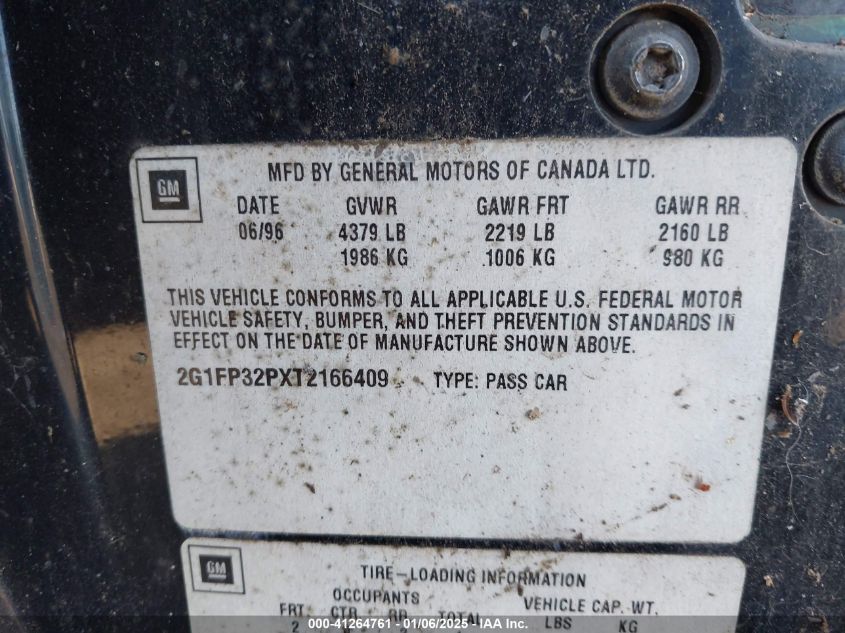 GM
MFD BY GENERAL MOTORS OF CANADA LTD.
DATE GVWR GAWR FRT GAWR RR
06/96 4379 LB 2219 LB 2160 LB
1986 KG 1006 KG 980 KG
THIS VEHICLE CONFORMS TO ALL APPLICABLE U.S. FEDERAL MOTOR
VEHICLE SAFETY, BUMPER, AND THEFT PREVENTION STANDARDS IN
EFFECT ON THE DATE OF MANUFACTURE SHOWN ABOVE.
2G1FP32PXT2166409 TYPE: PASS CAR
GM
TIRE-LOADING INFORMATION
OCCUPANTS VEHICLE CAP. WT.
FRT CTR RR TOTAL LBS KG
2
000-41264761 - 01/06/2025 - IAA Inc.